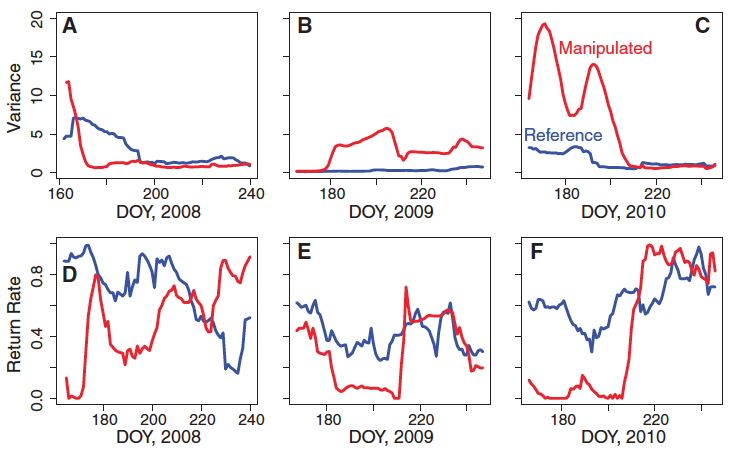 A
B
C
Variance
0
5
10
15
20
Manipulated
Reference
160
200
240
180
220
180
220
DOY, 2008
DOY, 2009
DOY, 2010
D
E
F
Return Rate
0.0
0.4
0.8
180
200
220
240
180
220
180
220
DOY, 2008
DOY, 2009
DOY, 2010